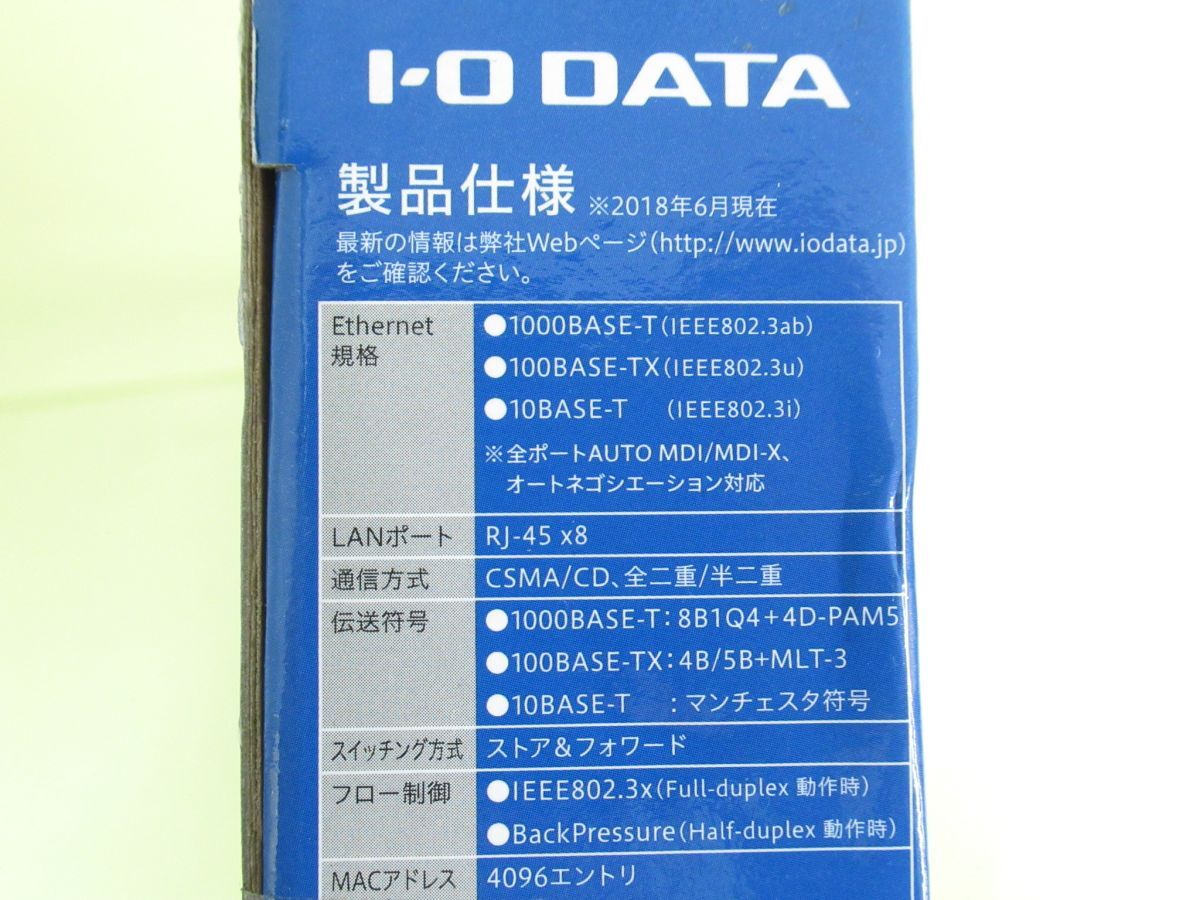 I-O DATA
製品仕様 ※2018年6月現在
最新の情報は弊社Webページ(http://www.iodata.jp)
をご確認ください。
Ethernet ●1000BASE-T(IEEE802.3ab)
規格 ●100BASE-TX(IEEE802.3u)
●10BASE-T (IEEE802.3i)
※全ポートAUTO MDI/MDI-X、
オートネゴシエーション対応
LANポート RJ-45 x8
通信方式 CSMA/CD、全二重/半二重
伝送符号 ●1000BASE-T:8B1Q4+4D-PAM5
●100BASE-TX:4B/5B+MLT-3
●10BASE-T :マンチェスタ符号
スイッチング方式 ストア&フォワード
フロー制御 ●IEEE802.3x(Full-duplex 動作時)
●BackPressure(Half-duplex 動作時)
MACアドレス 4096エントリ